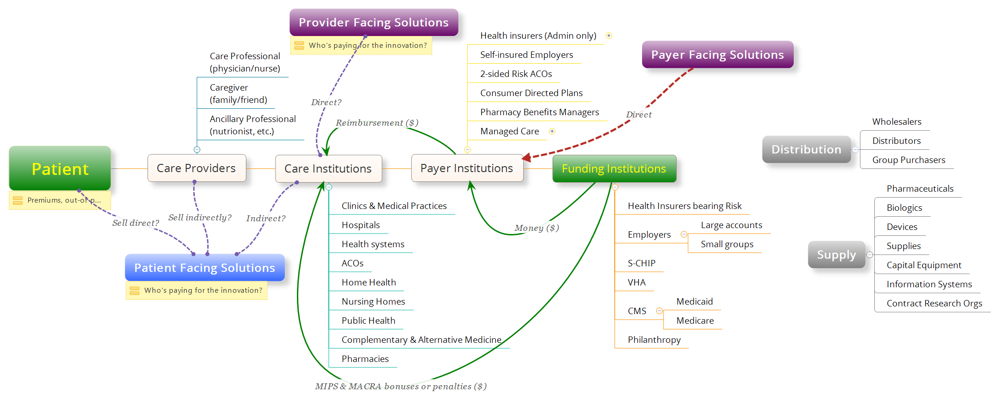 Provider Facing Solutions
Who's paying for the innovation?
Payer Facing Solutions
Care Professional
(physician/nurse)
Caregiver
(family/friend)
Ancillary Professional
(nutrionist, etc.)
Direct?
Reimbursement ($)
Health insurers (Admin only)
Self-insured Employers
2-sided Risk ACOs
Consumer Directed Plans
Pharmacy Benefits Managers
Managed Care
Direct
Patient
Premiums, out-of-p...
Care Providers
Care Institutions
Payer Institutions
Funding Institutions
Distribution
Wholesalers
Distributors
Group Purchasers
Sell direct?
Sell indirectly?
Indirect?
Patient Facing Solutions
Who's paying for the innovation?
Clinics & Medical Practices
Hospitals
Health systems
ACOs
Home Health
Nursing Homes
Public Health
Complementary & Alternative Medicine
Pharmacies
Money ($)
MIPS & MACRA bonuses or penalties ($)
Health Insurers bearing Risk
Employers
Large accounts
Small groups
S-CHIP
VHA
CMS
Medicaid
Medicare
Philanthropy
Supply
Pharmaceuticals
Biologics
Devices
Supplies
Capital Equipment
Information Systems
Contract Research Orgs